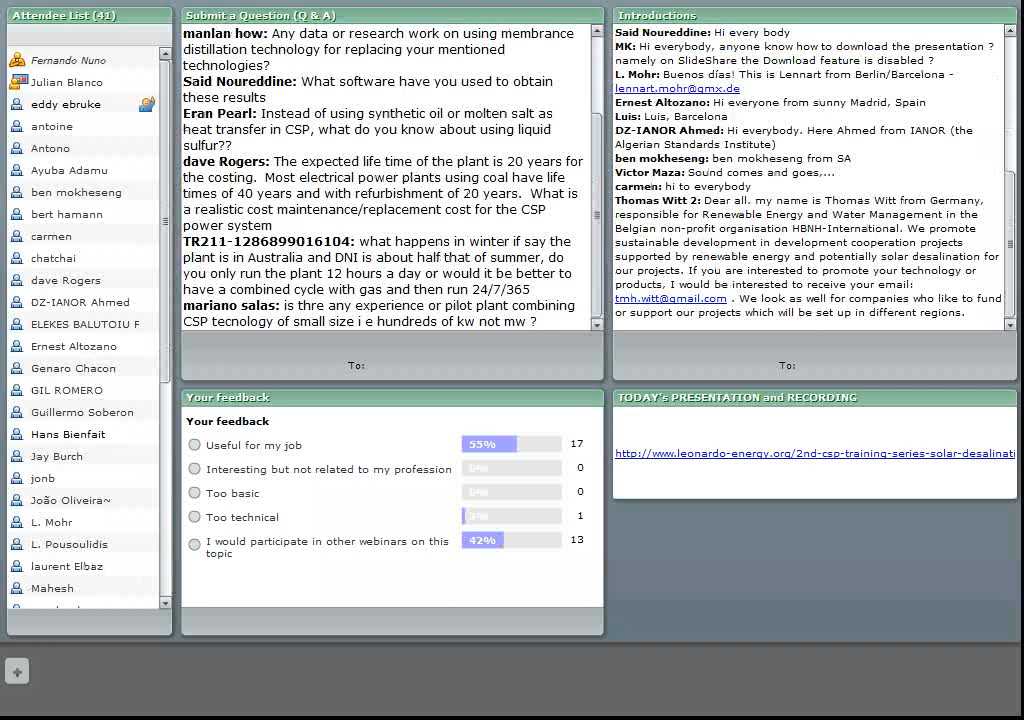 Attendee List (41)
Fernando Nuno
Julian Blanco
eddy ebruke
antoine
Antono
Ayuba Adamu
ben mokheseng
bert hamann
carmen
chatchai
dave Rogers
DZ-IANOR Ahmed
ELEKES BALUTOIU F
Ernest Altozano
Genaro Chacon
GIL ROMERO
Guillermo Soberon
Hans Bienfait
Jay Burch
jonb
João Oliveira~
L. Mohr
L. Pousoulidis
laurent Elbaz
Mahesh
Submit a Question (Q & A)
manlan how: Any data or research work on using membrance
distillation technology for replacing your mentioned
technologies?
Said Noureddine: What software have you used to obtain
these results
Eran Pearl: Instead of using synthetic oil or molten salt as
heat transfer in CSP, what do you know about using liquid
sulfur??
dave Rogers: The expected life time of the plant is 20 years for
the costing. Most electrical power plants using coal have life
times of 40 years and with refurbishment of 20 years. What is
a realistic cost maintenance/replacement cost for the CSP
power system
TR211-1286899016104: what happens in winter if say the
plant is in Australia and DNI is about half that of summer, do
you only run the plant 12 hours a day or would it be better to
have a combined cycle with gas and then run 24/7/365
mariano salas: is thre any experience or pilot plant combining
CSP tecnology of small size i e hundreds of kw not mw ?
To:
Introductions
Said Noureddine: Hi every body
MK: Hi everybody, anyone know how to download the presentation ?
namely on SlideShare the Download feature is disabled ?
L. Mohr: Buenos días! This is Lennart from Berlin/Barcelona -
lennart.mohr@gmx.de
Ernest Altozano: Hi everyone from sunny Madrid, Spain
Luis: Luis, Barcelona
DZ-IANOR Ahmed: Hi everybody. Here Ahmed from IANOR (the
Algerian Standards Institute)
ben mokheseng: ben mokheseng from SA
Victor Maza: Sound comes and goes,...
carmen: hi to everybody
Thomas Witt 2: Dear all. my name is Thomas Witt from Germany,
responsible for Renewable Energy and Water Management in the
Belgian non-profit organisation HBNH-International. We promote
sustainable development in development cooperation projects
supported by renewable energy and potentially solar desalination for
our projects. If you are interested to promote your technology or
products, I would be interested to receive your email:
tmh.witt@gmail.com . We look as well for companies who like to fund
or support our projects which will be set up in different regions.
To:
Your feedback
Your feedback
Useful for my job 55% 17
Interesting but not related to my profession 0% 0
Too basic 0% 0
Too technical 3% 1
I would participate in other webinars on this 42% 13
topic
TODAY's PRESENTATION and RECORDING
http://www.leonardo-energy.org/2nd-csp-training-series-solar-desalinati